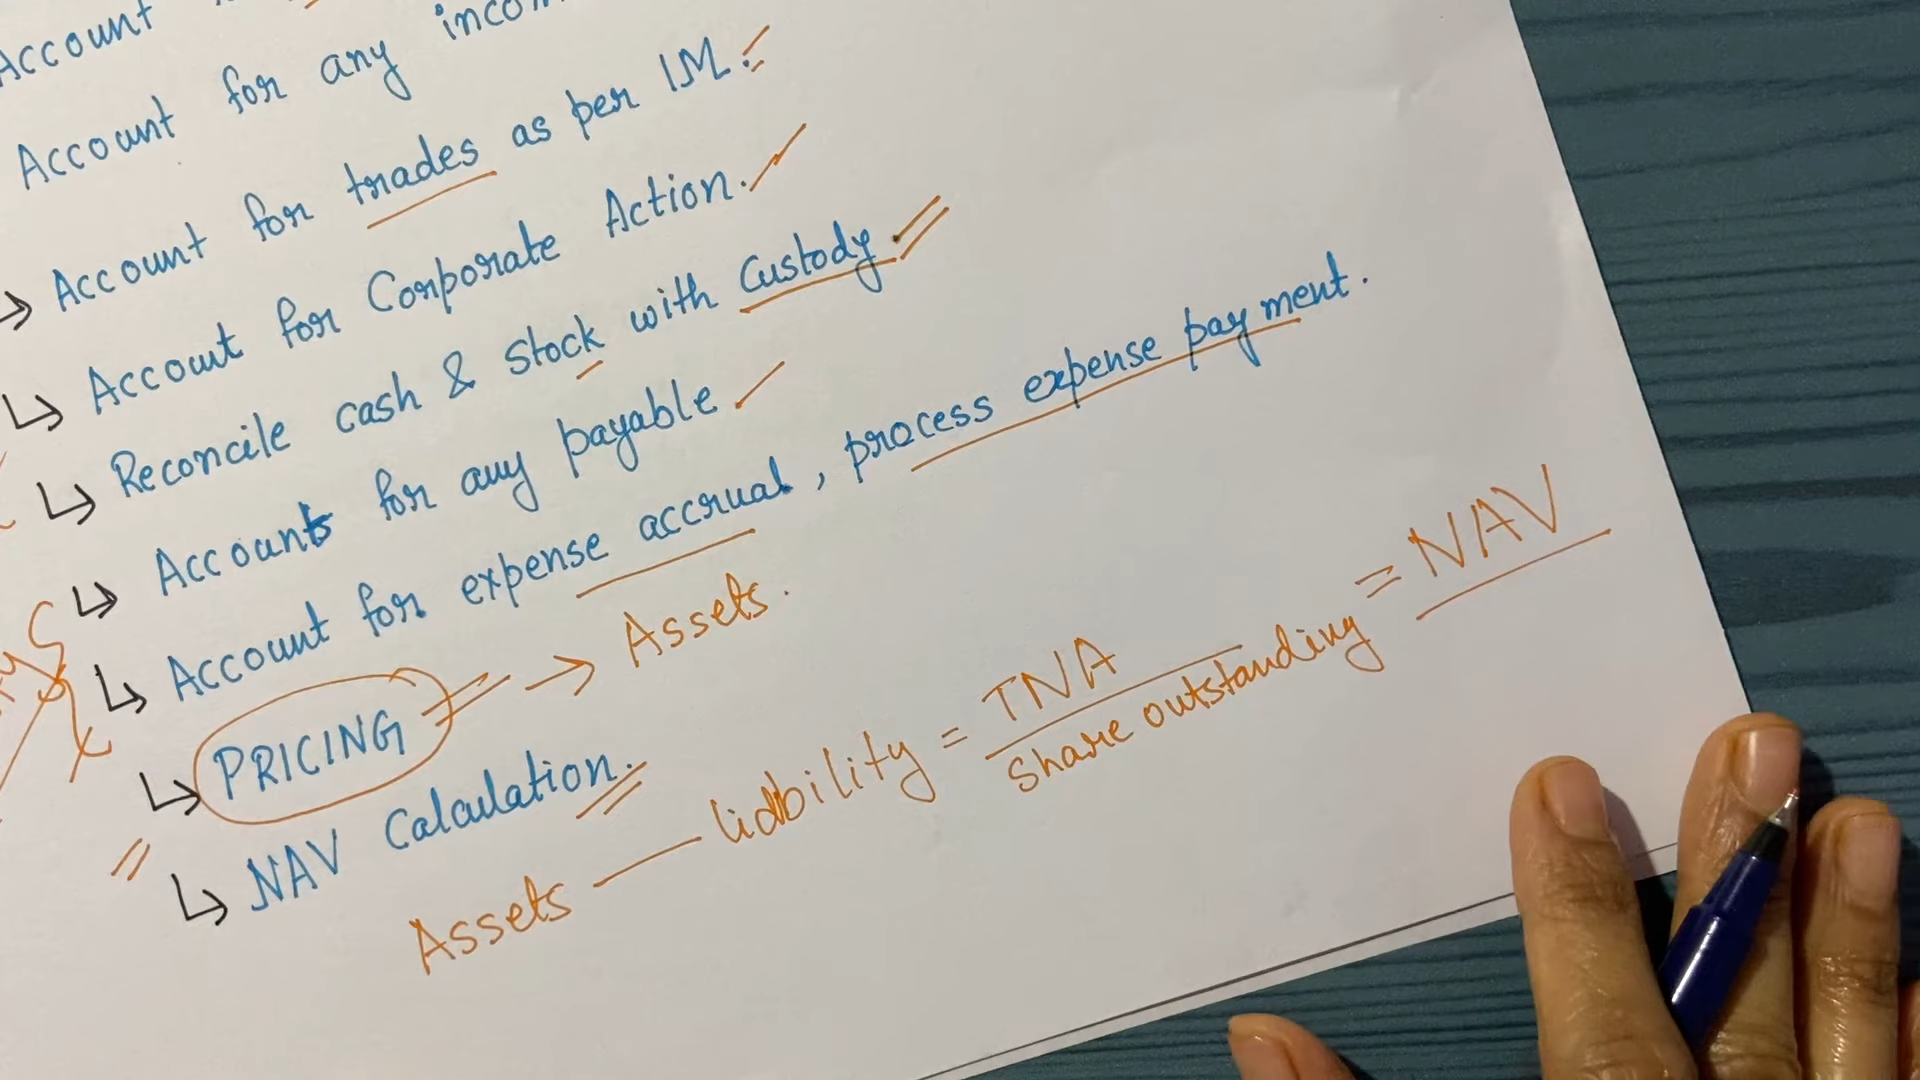 Account
Account for any incom
Account for trades as per IM.
Account for Corporate Action.
Reconcile cash & Stock with Custody
Accounts for any payable
Account for expense accrual, process expense payment.
PRICING → Assets.
NAV Calculation.
Assets — liability = TNA / Share outstanding = NAV